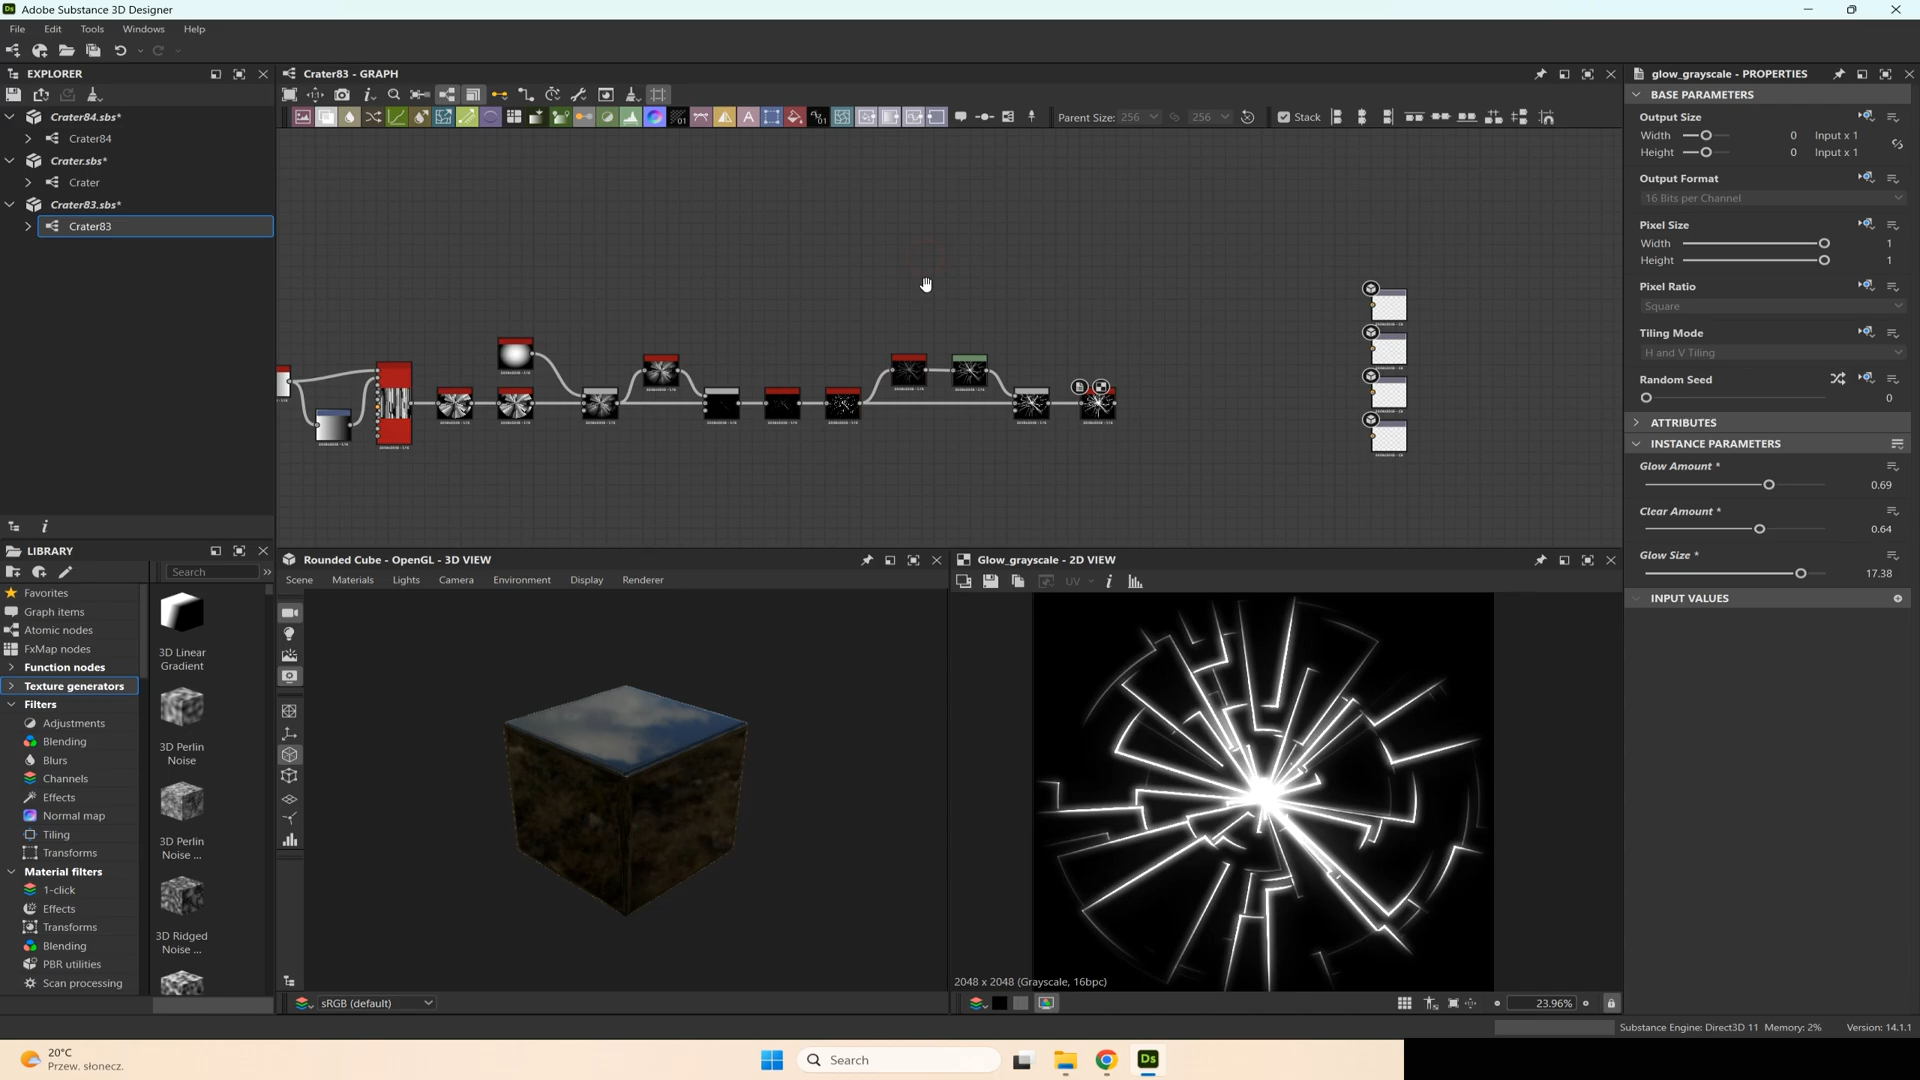 Adobe Substance 3D Designer
File Edit Tools Windows Help
EXPLORER
Crater84.sbs*
Crater84
Crater.sbs*
Crater
Crater83.sbs*
Crater83
LIBRARY
Search
Favorites
Graph items
Atomic nodes
FxMap nodes
Function nodes
Texture generators
Filters
Adjustments
Blending
Blurs
Channels
Effects
Normal map
Tiling
Transforms
Material filters
1-click
Effects
Transforms
Blending
PBR utilities
Scan processing
3D Linear
Gradient
3D Perlin
Noise
3D Perlin
Noise ...
3D Ridged
Noise ...
Crater83 - GRAPH
Parent Size: 256 256 Stack
Rounded Cube - OpenGL - 3D VIEW
Scene Materials Lights Camera Environment Display Renderer
sRGB (default)
Glow_grayscale - 2D VIEW
UV
2048 x 2048 (Grayscale, 16bpc)
23.96%
glow_grayscale - PROPERTIES
BASE PARAMETERS
Output Size
Width 0 Input x 1
Height 0 Input x 1
Output Format
16 Bits per Channel
Pixel Size
Width 1
Height 1
Pixel Ratio
Square
Tiling Mode
H and V Tiling
Random Seed
0
ATTRIBUTES
INSTANCE PARAMETERS
Glow Amount *
0.69
Clear Amount *
0.64
Glow Size *
17.38
INPUT VALUES
Substance Engine: Direct3D 11 Memory: 2% Version: 14.1.1
20°C
Przew. słonecz.
Search
Ds